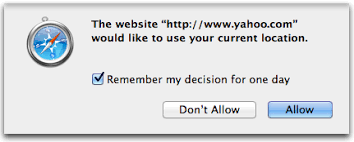 The website “http://www.yahoo.com”
would like to use your current location.
Remember my decision for one day
Don't Allow
Allow